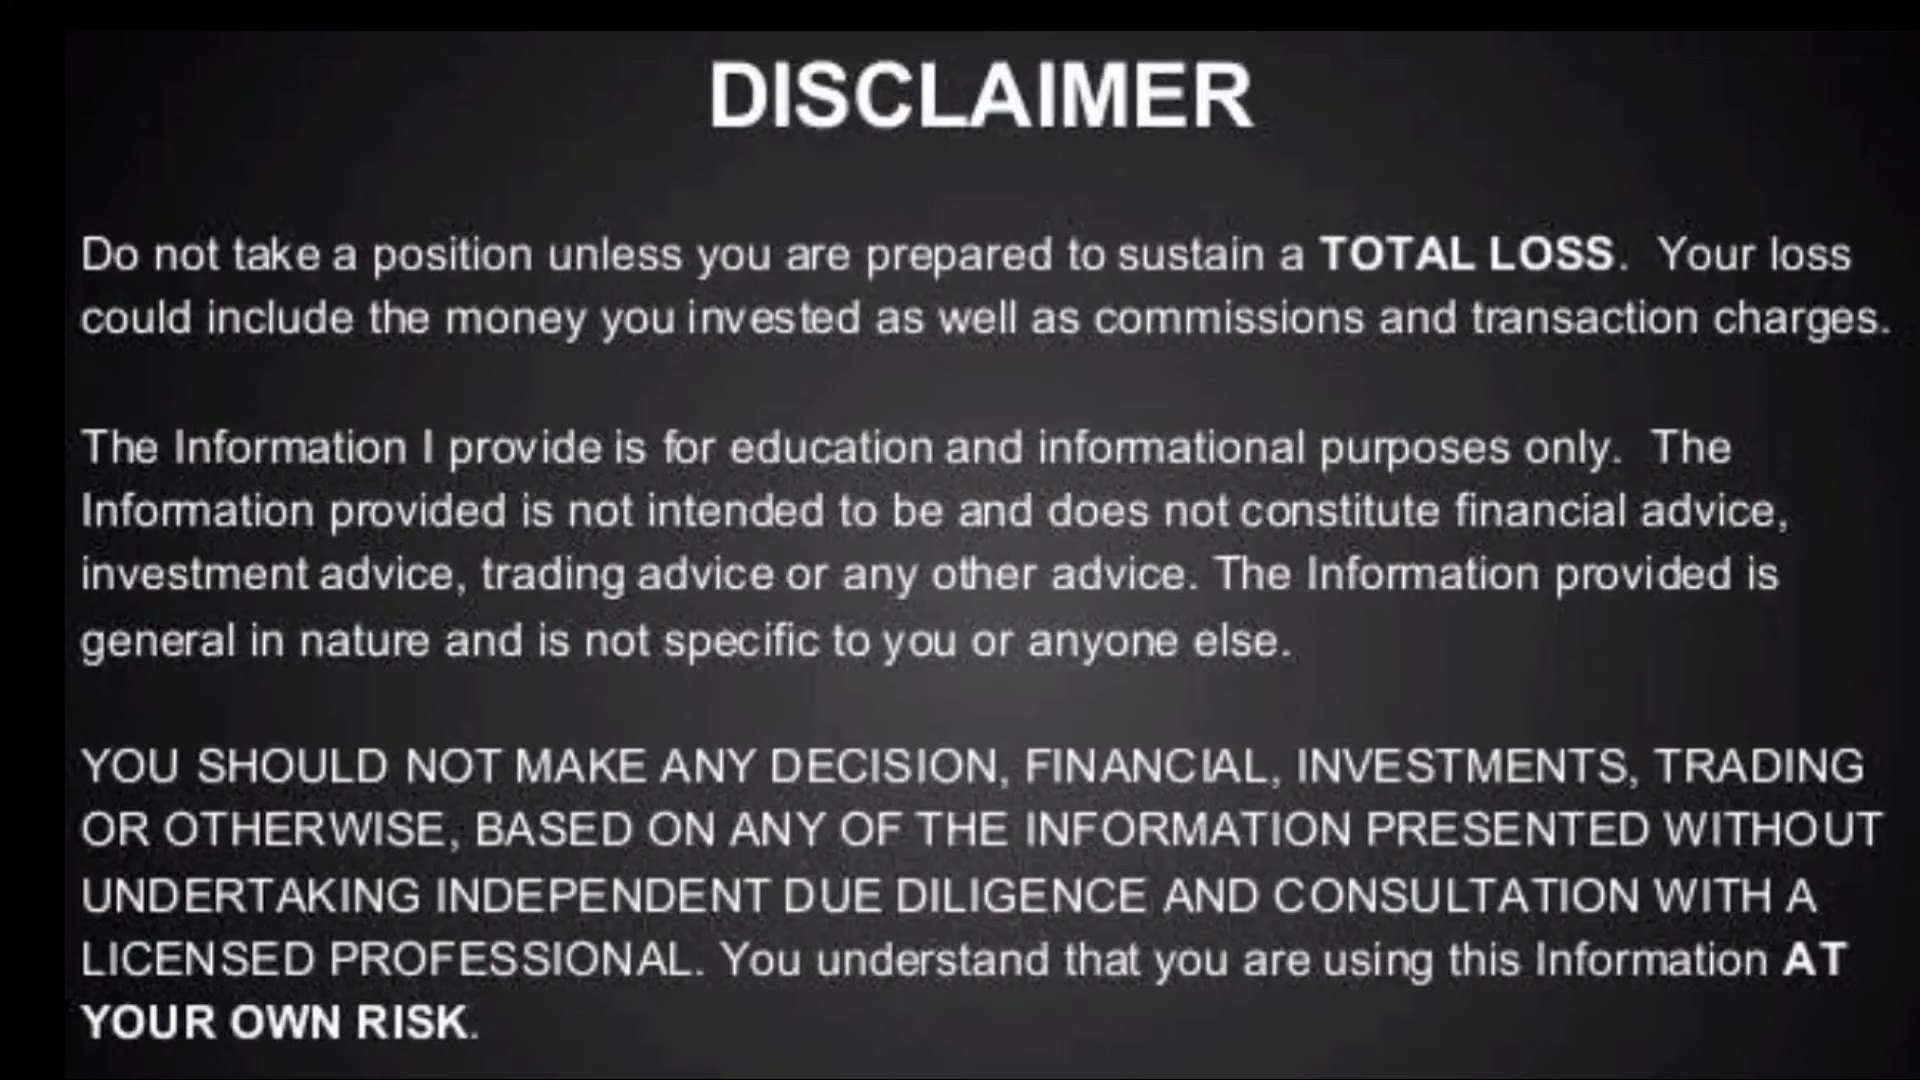 DISCLAIMER
Do not take a position unless you are prepared to sustain a TOTAL LOSS. Your loss
could include the money you invested as well as commissions and transaction charges.
The Information I provide is for education and informational purposes only. The
Information provided is not intended to be and does not constitute financial advice,
investment advice, trading advice or any other advice. The Information provided is
general in nature and is not specific to you or anyone else.
YOU SHOULD NOT MAKE ANY DECISION, FINANCIAL, INVESTMENTS, TRADING
OR OTHERWISE, BASED ON ANY OF THE INFORMATION PRESENTED WITHOUT
UNDERTAKING INDEPENDENT DUE DILIGENCE AND CONSULTATION WITH A
LICENSED PROFESSIONAL. You understand that you are using this Information AT
YOUR OWN RISK.